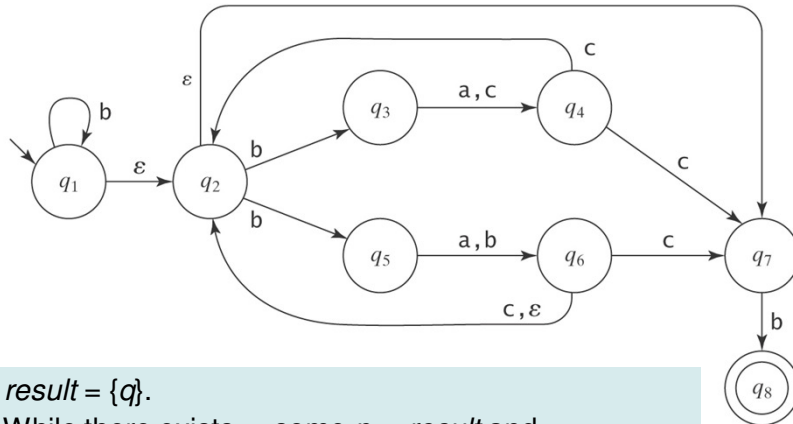 ε
c
b
q₃
a,c
q₄
b
c
q₁
ε
q₂
b
q₅
a,b
q₆
c
q₇
c,ε
b
q₈
result = {q}.